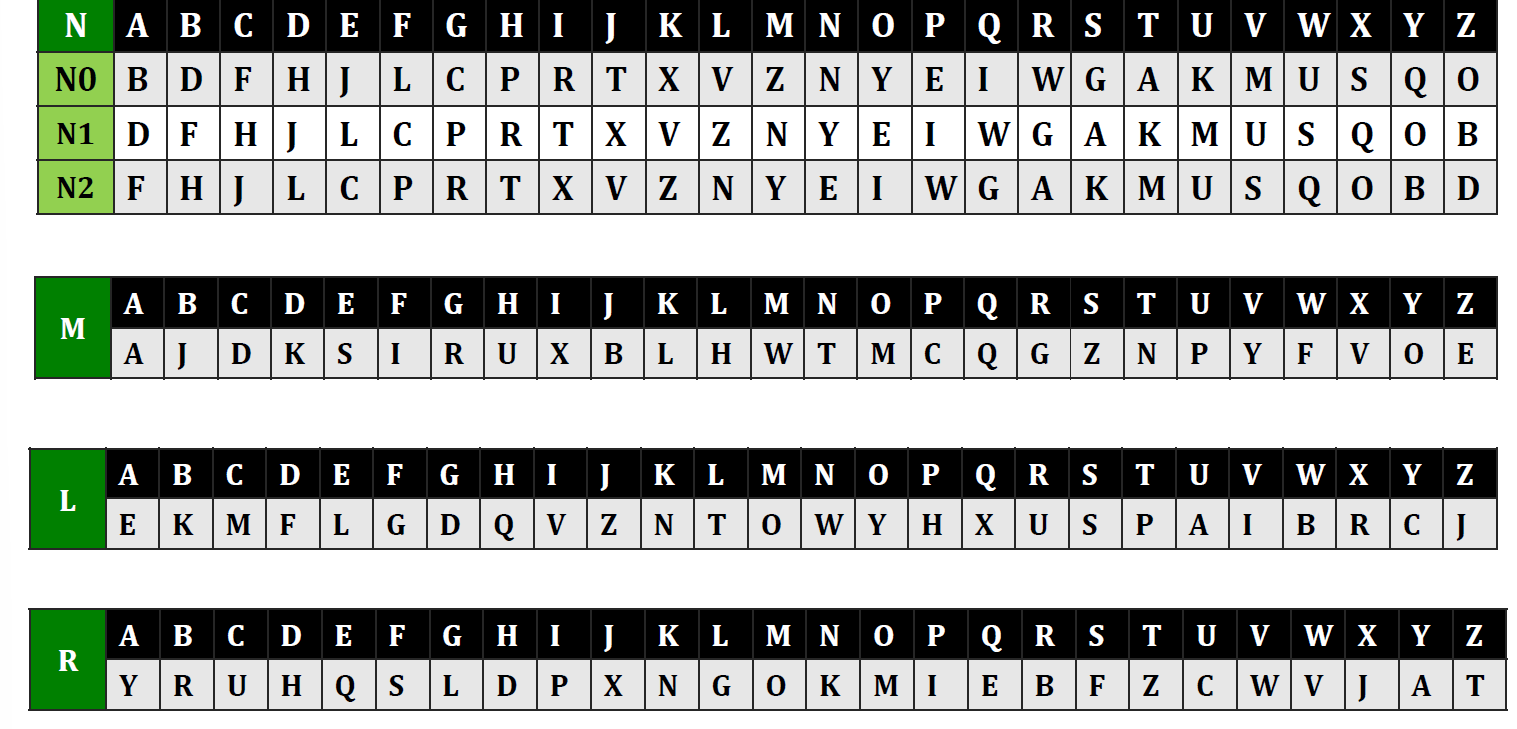 N A B C D E F G H I J K L M N O P Q R S T U V W X Y Z
N0 B D F H J L C P R T X V Z N Y E I W G A K M U S Q O
N1 D F H J L C P R T X V Z N Y E I W G A K M U S Q O B
N2 F H J L C P R T X V Z N Y E I W G A K M U S Q O B D
A B C D E F G H I J K L M N O P Q R S T U V W X Y Z
M
A J D K S I R U X B L H W T M C Q G Z N P Y F V O E
A B C D E F G H I J K L M N O P Q R S T U V W X Y Z
L
E K M F L G D Q V Z N T O W Y H X U S P A I B R C J
A B C D E F G H I J K L M N O P Q R S T U V W X Y Z
R
Y R U H Q S L D P X N G O K M I E B F Z C W V J A T